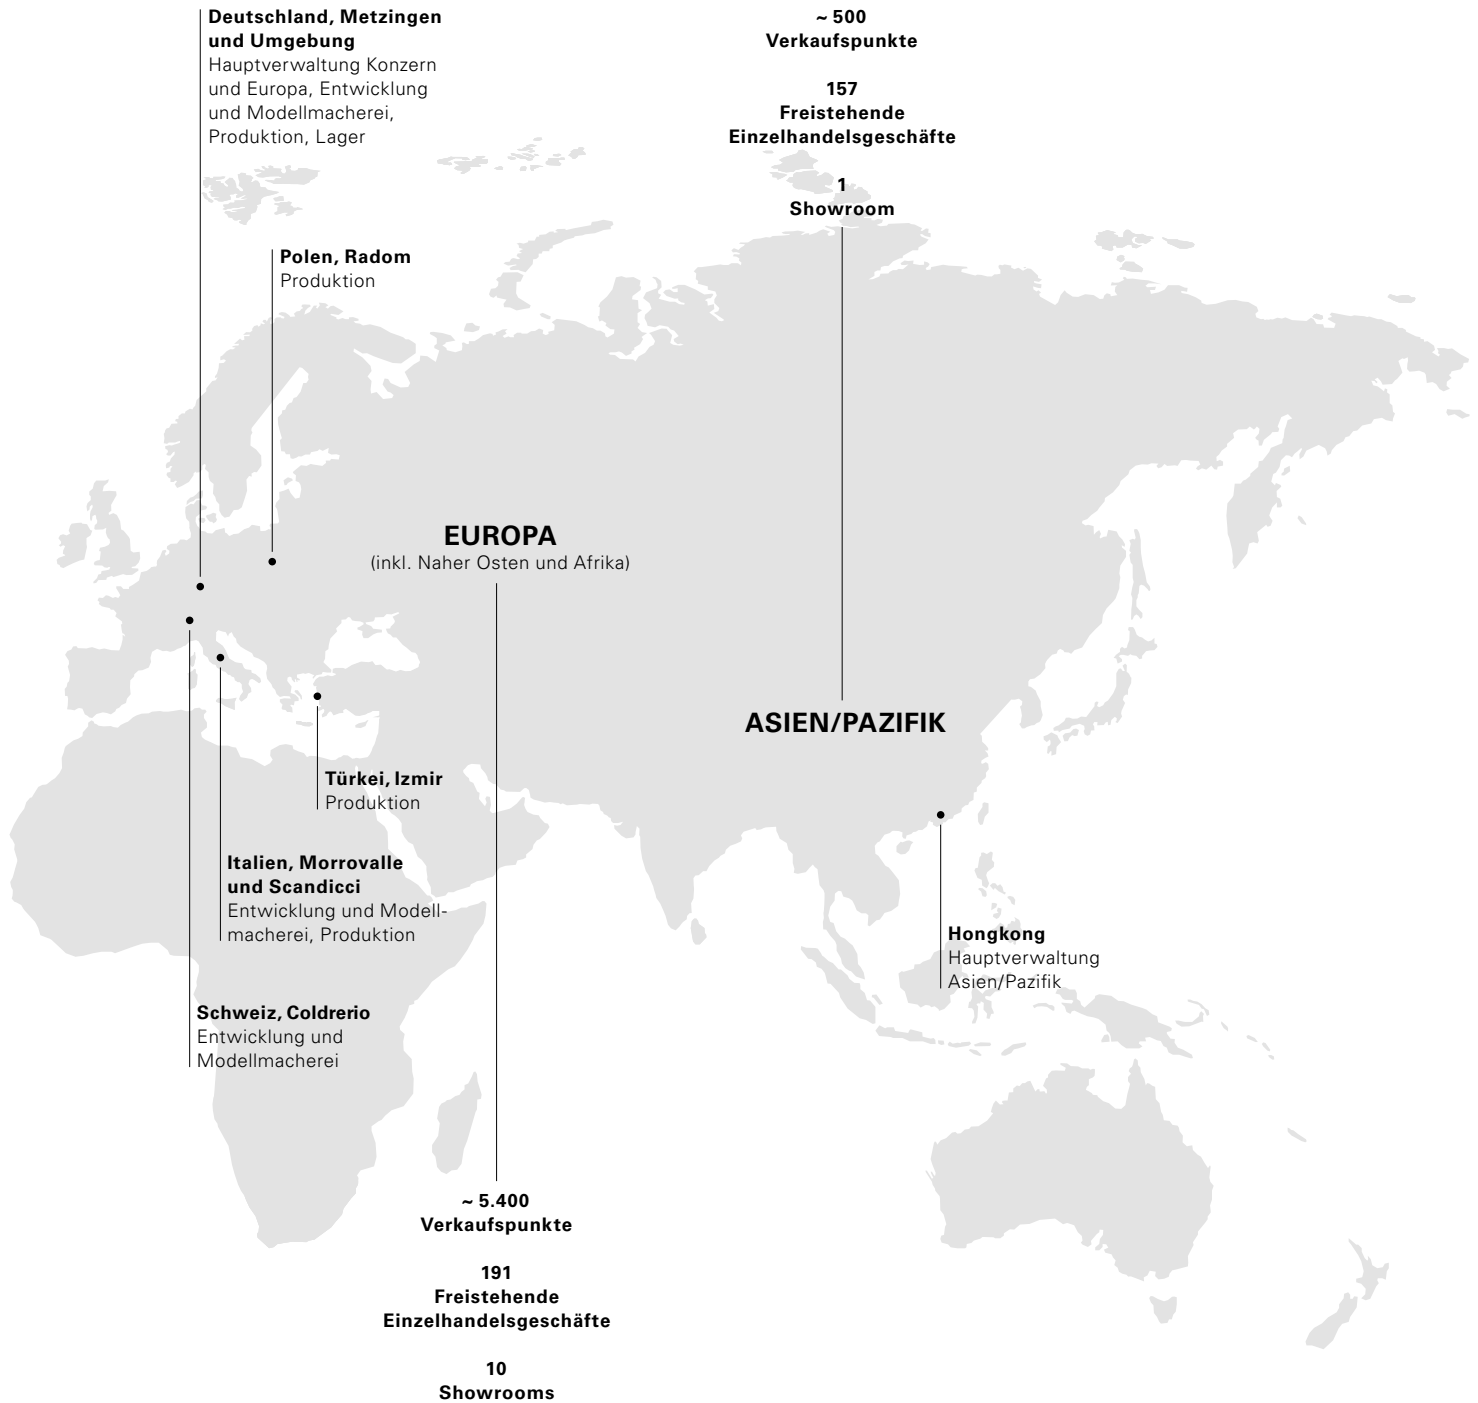 Deutschland, Metzingen
und Umgebung
Hauptverwaltung Konzern
und Europa, Entwicklung
und Modellmacherei,
Produktion, Lager
~ 500
Verkaufspunkte
157
Freistehende
Einzelhandelsgeschäfte
1
Showroom
Polen, Radom
Produktion
EUROPA
(inkl. Naher Osten und Afrika)
ASIEN/PAZIFIK
Türkei, Izmir
Produktion
Italien, Morrovalle
und Scandicci
Entwicklung und Modell-
macherei, Produktion
Hongkong
Hauptverwaltung
Asien/Pazifik
Schweiz, Coldrerio
Entwicklung und
Modellmacherei
~ 5.400
Verkaufspunkte
191
Freistehende
Einzelhandelsgeschäfte
10
Showrooms